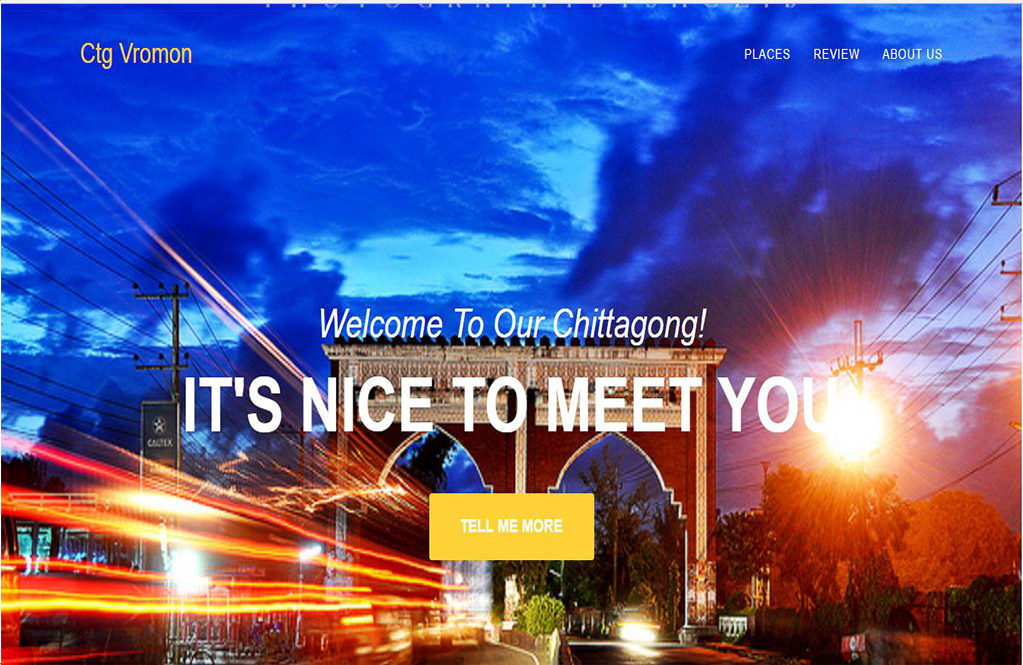 Ctg Vromon
PLACES REVIEW ABOUT US
Welcome To Our Chittagong!
IT'S NICE TO MEET YOU
CALTEX
TELL ME MORE